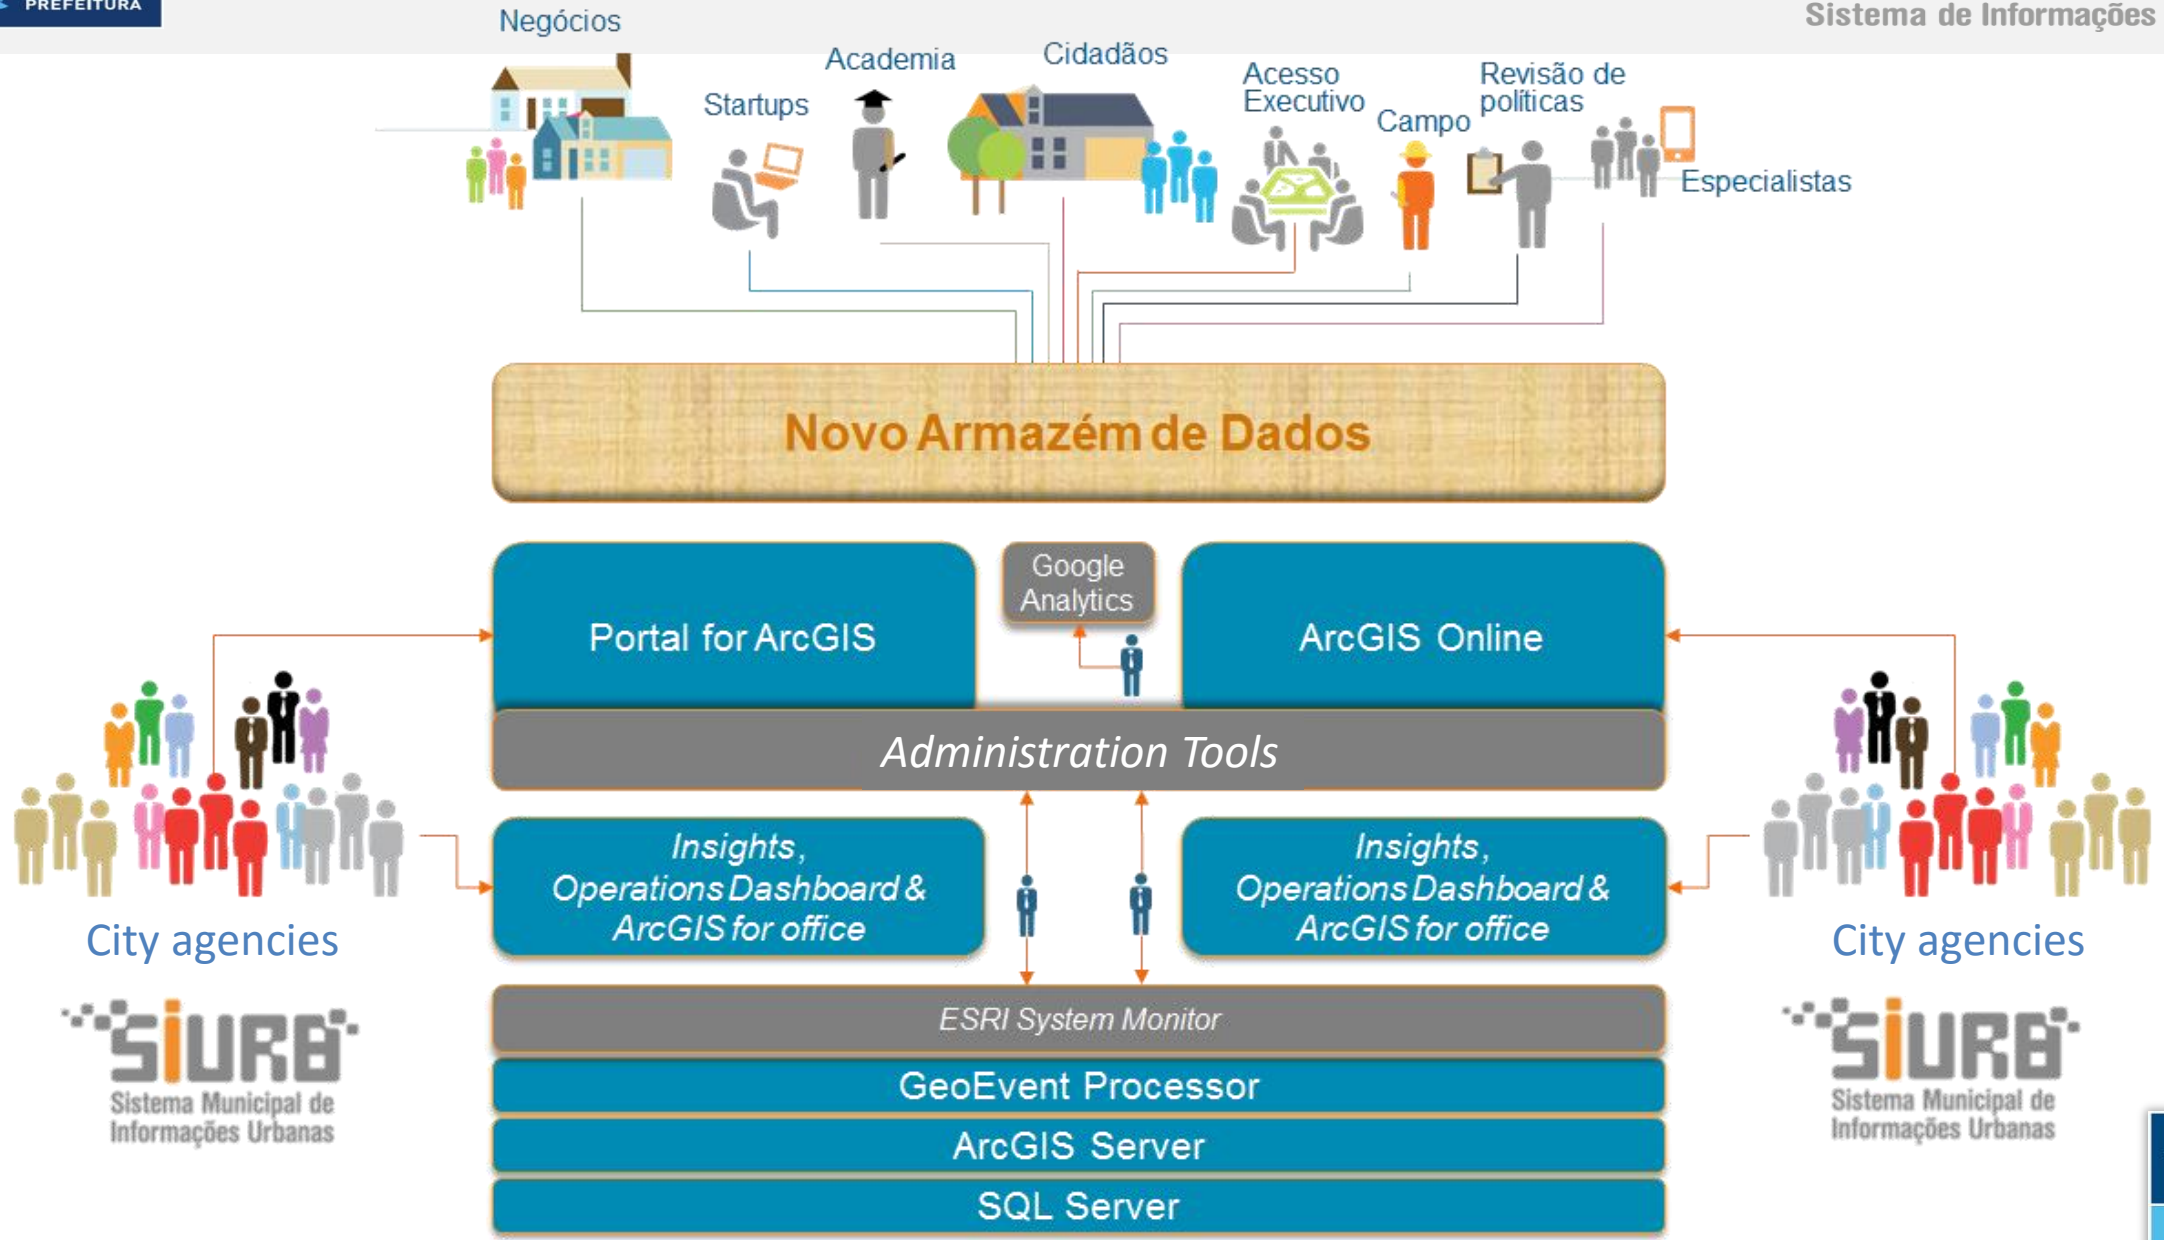 PREFEITURA
Sistema de Informações
Negócios
Startups
Academia
Cidadãos
Acesso
Executivo
Campo
Revisão de
políticas
Especialistas
Novo Armazém de Dados
Portal for ArcGIS
Google
Analytics
ArcGIS Online
Administration Tools
Insights,
Operations Dashboard &
ArcGIS for office
Insights,
Operations Dashboard &
ArcGIS for office
City agencies
City agencies
SiURB
Sistema Municipal de
Informações Urbanas
SiURB
Sistema Municipal de
Informações Urbanas
ESRI System Monitor
GeoEvent Processor
ArcGIS Server
SQL Server